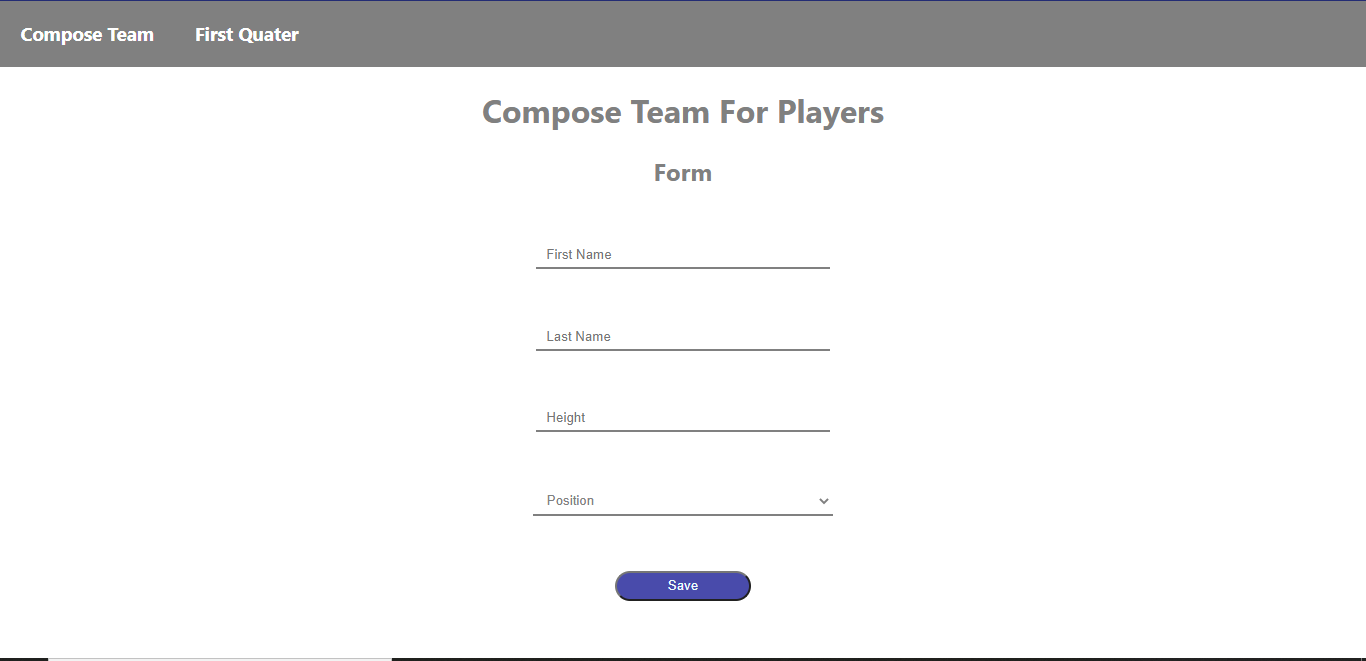 Compose Team First Quater
Compose Team For Players
Form
First Name
Last Name
Height
Position
Save